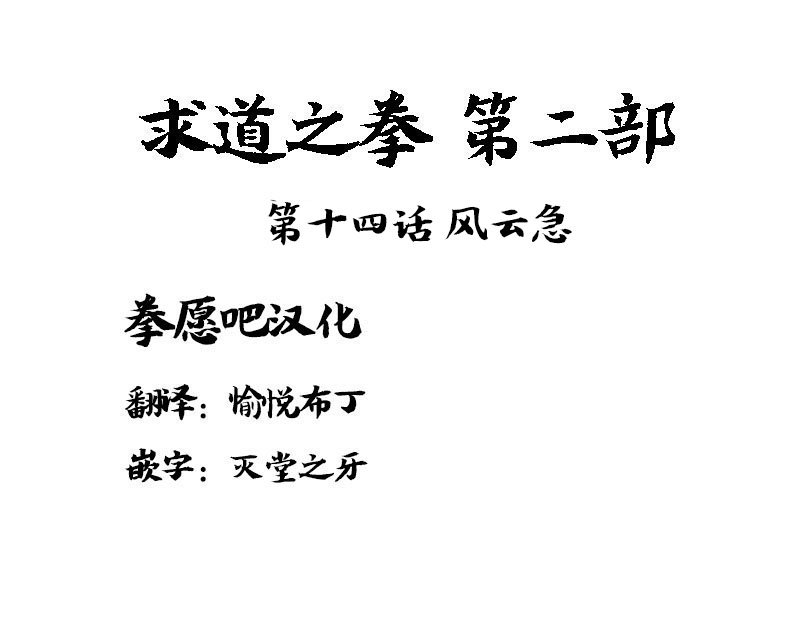 求道之拳 第二部
第十四话 风云急
拳愿吧汉化
翻译：愉悦布丁
嵌字：灭堂之牙